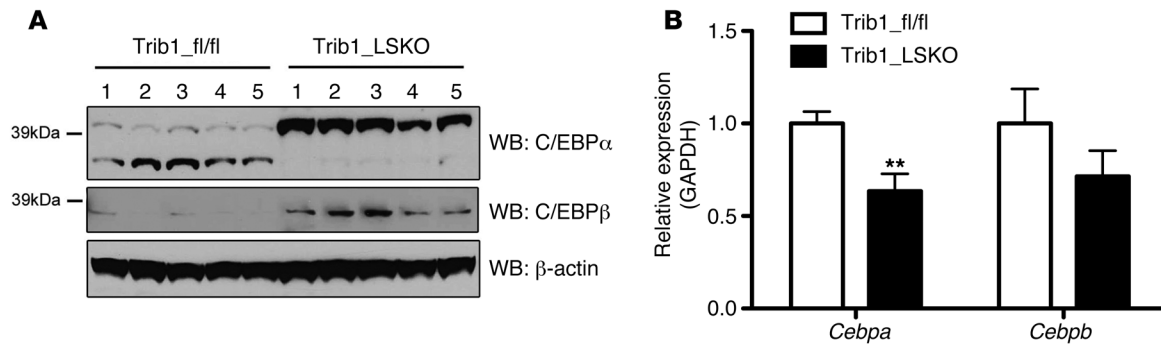 A
Trib1_fl/fl Trib1_LSKO
1 2 3 4 5 1 2 3 4 5
39kDa
WB: C/EBPα
39kDa
WB: C/EBPβ
WB: β-actin
B
Trib1_fl/fl
Trib1_LSKO
Relative expression
(GAPDH)
1.5
1.0
0.5
0.0
**
Cebpa Cebpb